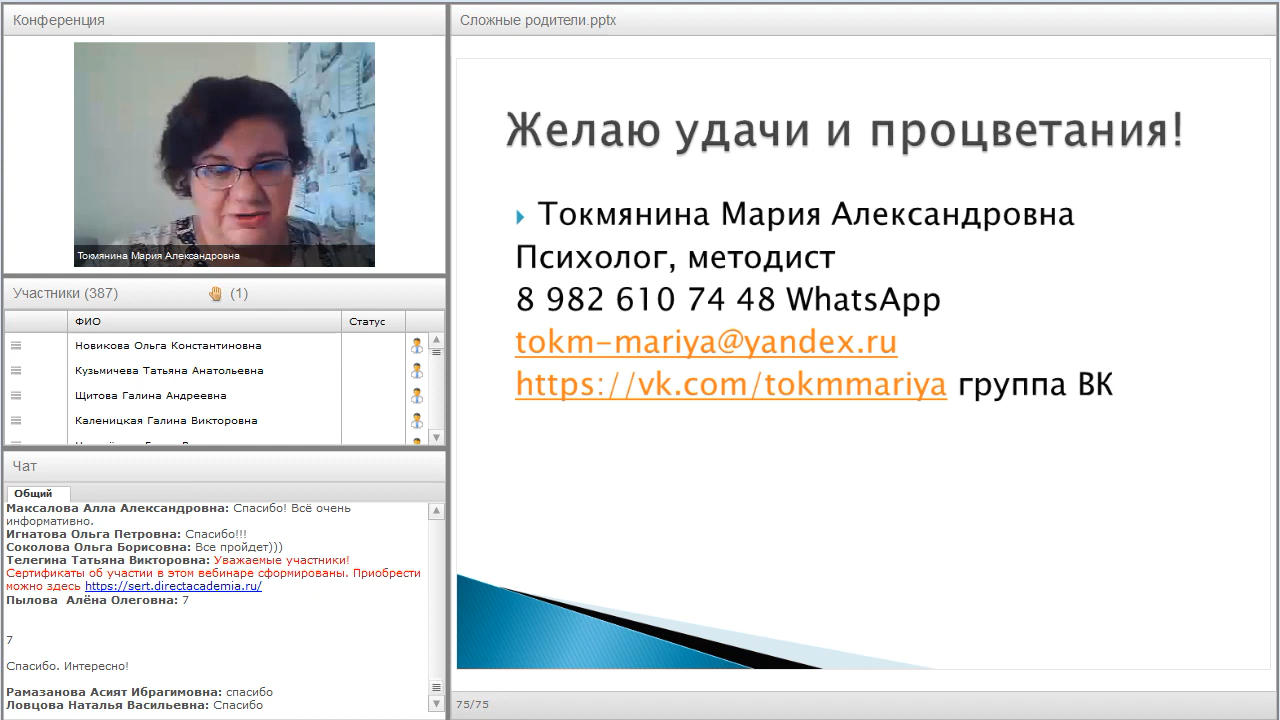 Конференция
Токмянина Мария Александровна
Участники (387) (1)
ФИО Статус
Новикова Ольга Константиновна
Кузьмичева Татьяна Анатольевна
Щитова Галина Андреевна
Каленицкая Галина Викторовна
Чат
Общий
Максалова Алла Александровна: Спасибо! Всё очень
информативно.
Игнатова Ольга Петровна: Спасибо!!!
Соколова Ольга Борисовна: Все пройдет)))
Телегина Татьяна Викторовна: Уважаемые участники!
Сертификаты об участии в этом вебинаре сформированы. Приобрести
можно здесь https://sert.directacademia.ru/
Пылова Алёна Олеговна: 7
7
Спасибо. Интересно!
Рамазанова Асият Ибрагимовна: спасибо
Ловцова Наталья Васильевна: Спасибо
Сложные родители.pptx
Желаю удачи и процветания!
Токмянина Мария Александровна
Психолог, методист
8 982 610 74 48 WhatsApp
tokm-mariya@yandex.ru
https://vk.com/tokmmariya группа ВК
75/75